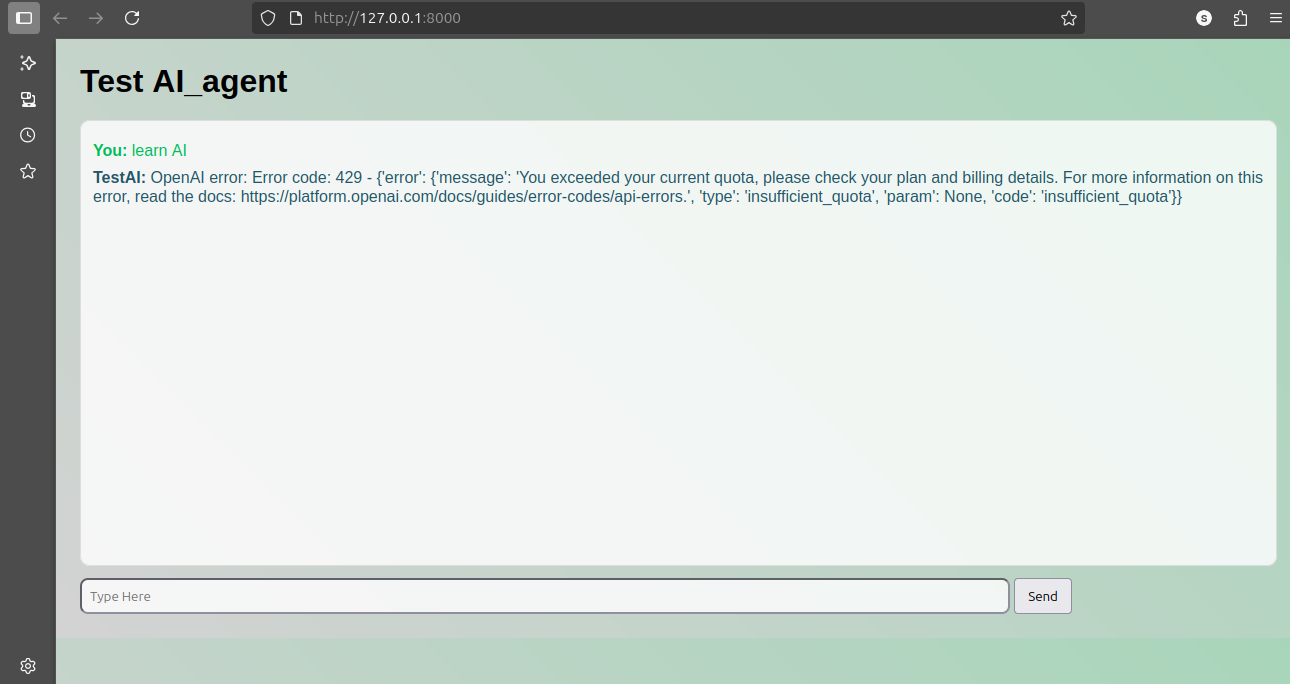 http://127.0.0.1:8000
S
Test AI_agent
You: learn AI
TestAI: OpenAI error: Error code: 429 - {'error': {'message': 'You exceeded your current quota, please check your plan and billing details. For more information on this
error, read the docs: https://platform.openai.com/docs/guides/error-codes/api-errors.', 'type': 'insufficient_quota', 'param': None, 'code': 'insufficient_quota'}}
Type Here
Send